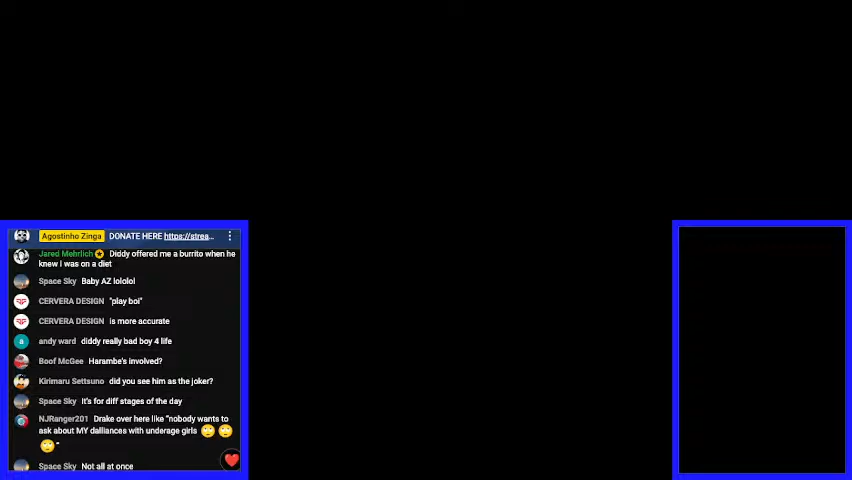 Agostinho Zinga DONATE HERE https://strea...
Jared Mehrlich Diddy offered me a burrito when he
knew I was on a diet
Space Sky Baby AZ lololol
CERVERA DESIGN "play boi"
CERVERA DESIGN is more accurate
a andy ward diddy really bad boy 4 life
Boof McGee Harambe's involved?
Kirimaru Settsuno did you see him as the joker?
Space Sky It's for diff stages of the day
NJRanger201 Drake over here like "nobody wants to
ask about MY dalliances with underage girls 🙄 🙄
🙄 "
Space Sky Not all at once